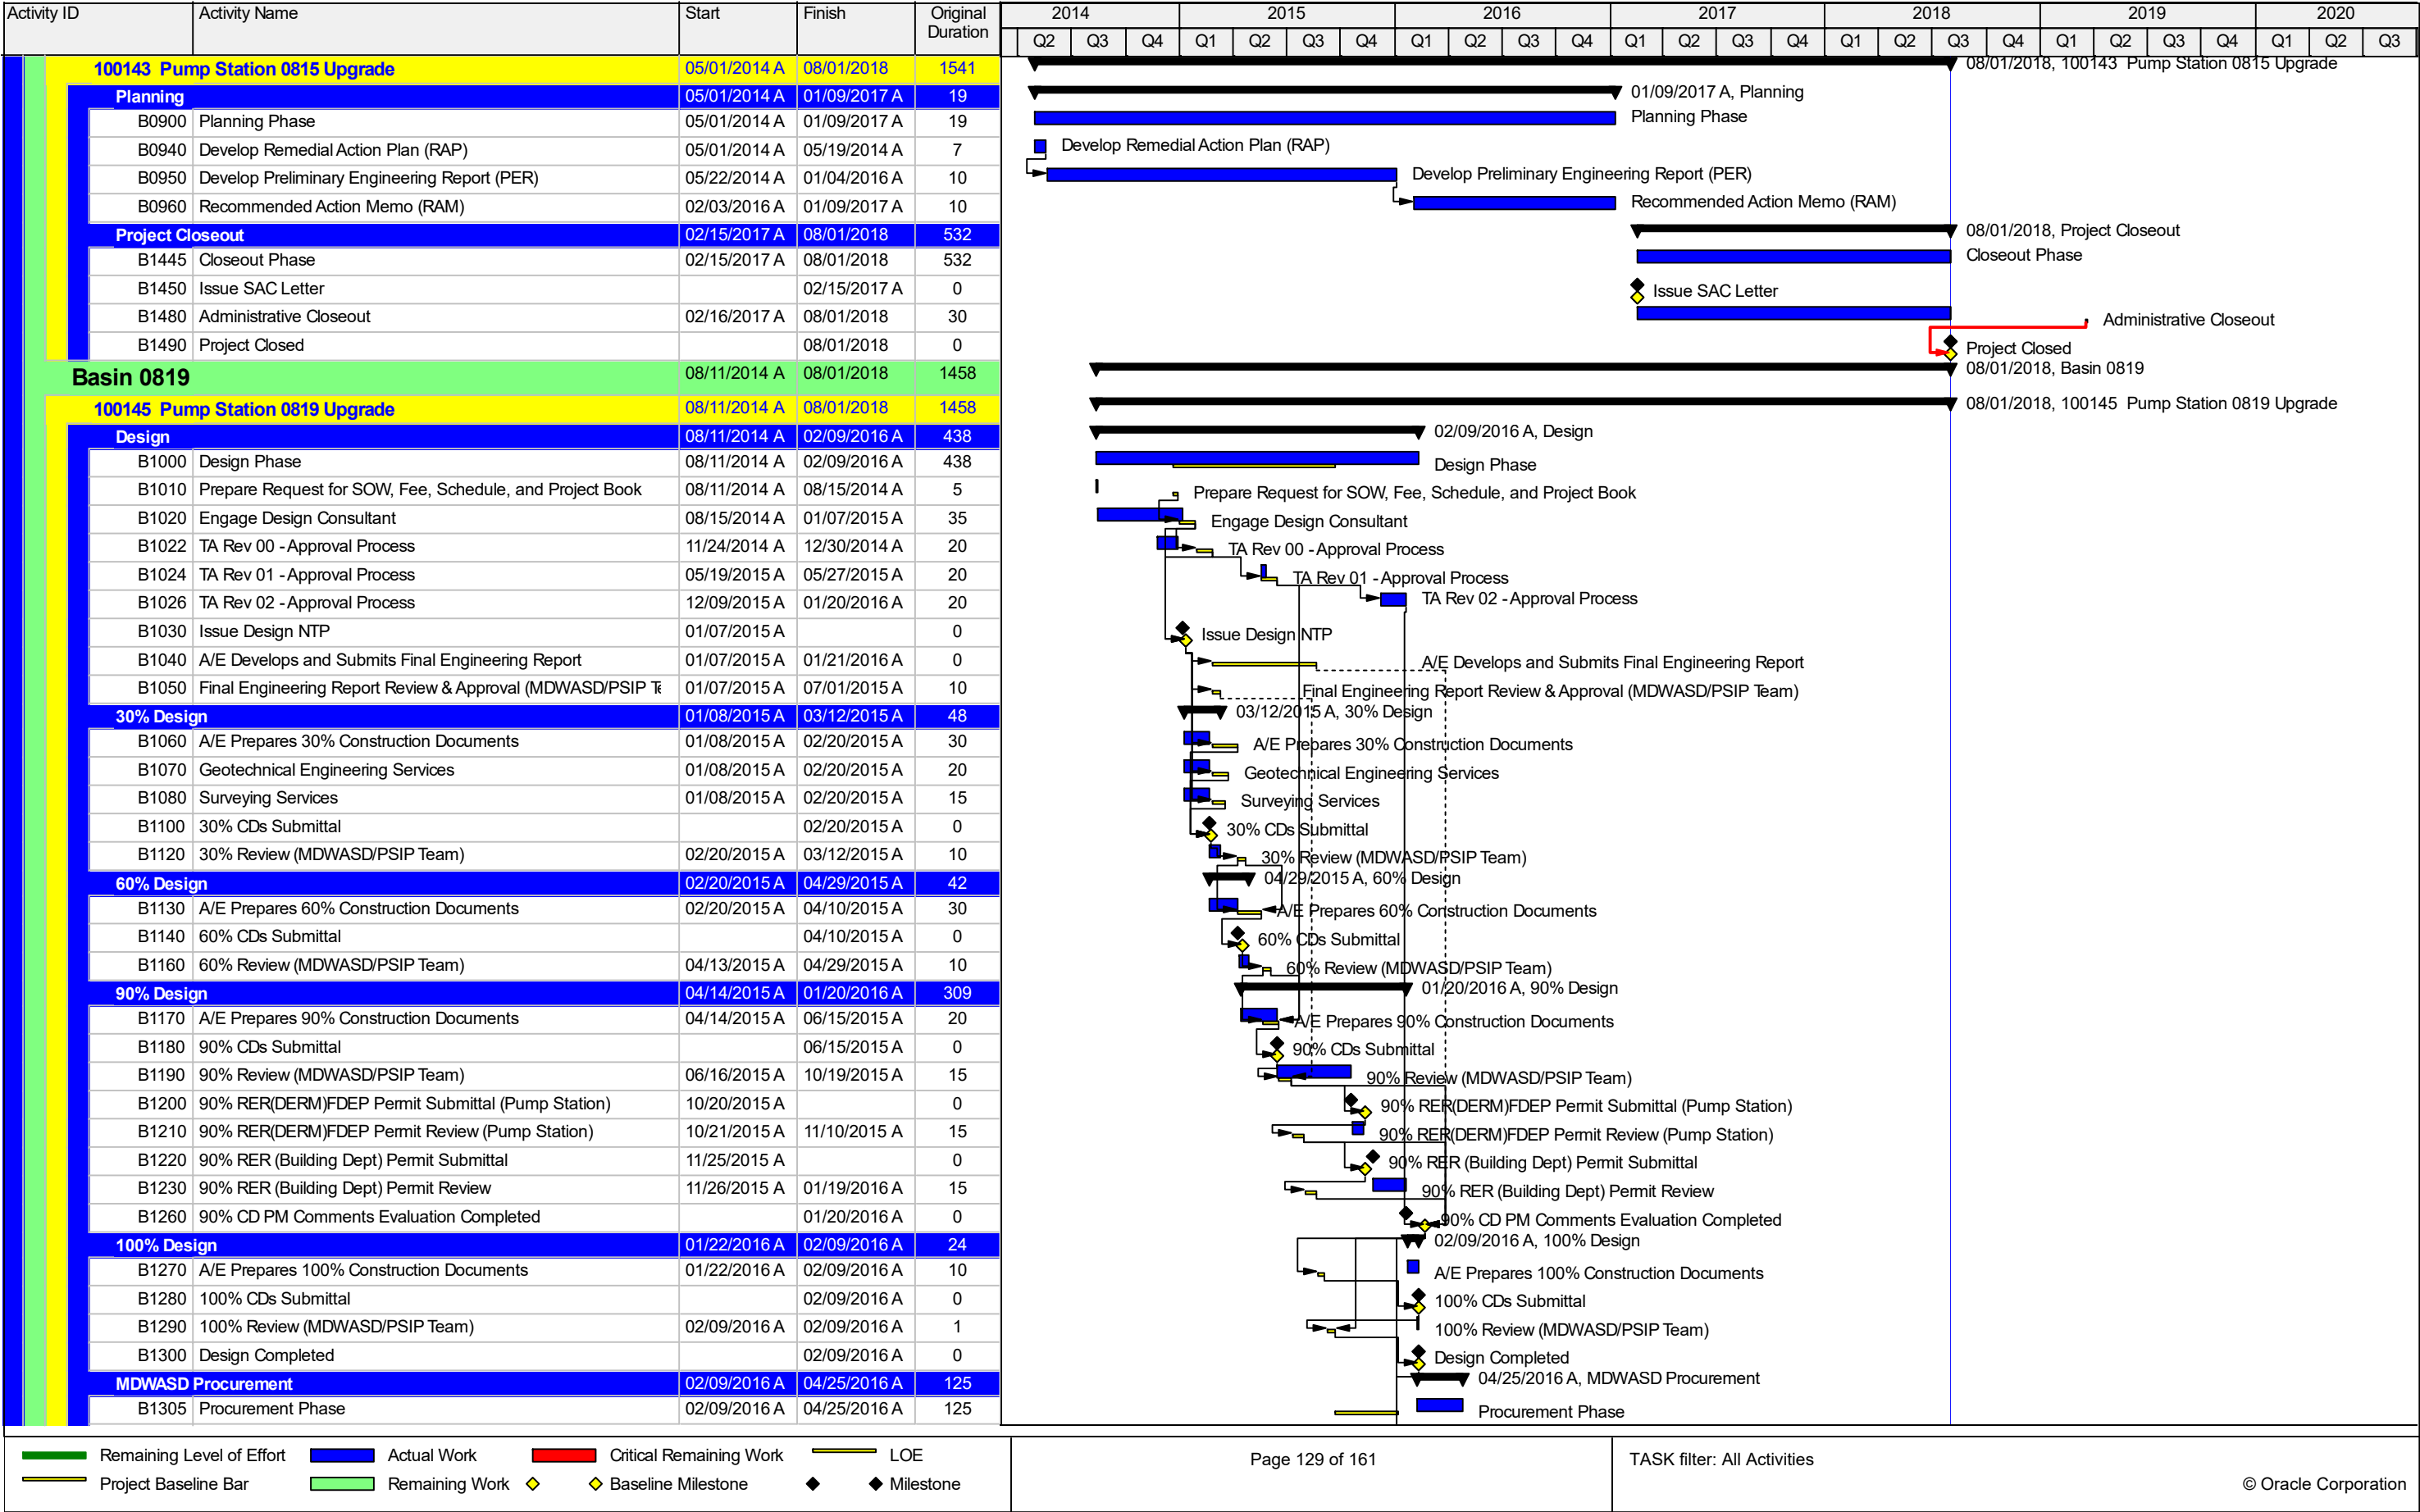 Activity ID Activity Name Start Finish Original Duration 2014 2015 2016 2017 2018 2019 2020
Q2 Q3 Q4 Q1 Q2 Q3 Q4 Q1 Q2 Q3 Q4 Q1 Q2 Q3 Q4 Q1 Q2 Q3 Q4 Q1 Q2 Q3 Q4 Q1 Q2 Q3
100143 Pump Station 0815 Upgrade 05/01/2014 A 08/01/2018 1541 08/01/2018, 100143 Pump Station 0815 Upgrade
Planning 05/01/2014 A 01/09/2017 A 19 01/09/2017 A, Planning
B0900 Planning Phase 05/01/2014 A 01/09/2017 A 19 Planning Phase
B0940 Develop Remedial Action Plan (RAP) 05/01/2014 A 05/19/2014 A 7 Develop Remedial Action Plan (RAP)
B0950 Develop Preliminary Engineering Report (PER) 05/22/2014 A 01/04/2016 A 10 Develop Preliminary Engineering Report (PER)
B0960 Recommended Action Memo (RAM) 02/03/2016 A 01/09/2017 A 10 Recommended Action Memo (RAM)
Project Closeout 02/15/2017 A 08/01/2018 532 08/01/2018, Project Closeout
B1445 Closeout Phase 02/15/2017 A 08/01/2018 532 Closeout Phase
B1450 Issue SAC Letter 02/15/2017 A 0 Issue SAC Letter
B1480 Administrative Closeout 02/16/2017 A 08/01/2018 30 Administrative Closeout
B1490 Project Closed 08/01/2018 0 Project Closed
Basin 0819 08/11/2014 A 08/01/2018 1458 08/01/2018, Basin 0819
100145 Pump Station 0819 Upgrade 08/11/2014 A 08/01/2018 1458 08/01/2018, 100145 Pump Station 0819 Upgrade
Design 08/11/2014 A 02/09/2016 A 438 02/09/2016 A, Design
B1000 Design Phase 08/11/2014 A 02/09/2016 A 438 Design Phase
B1010 Prepare Request for SOW, Fee, Schedule, and Project Book 08/11/2014 A 08/15/2014 A 5 Prepare Request for SOW, Fee, Schedule, and Project Book
B1020 Engage Design Consultant 08/15/2014 A 01/07/2015 A 35 Engage Design Consultant
B1022 TA Rev 00 - Approval Process 11/24/2014 A 12/30/2014 A 20 TA Rev 00 - Approval Process
B1024 TA Rev 01 - Approval Process 05/19/2015 A 05/27/2015 A 20 TA Rev 01 - Approval Process
B1026 TA Rev 02 - Approval Process 12/09/2015 A 01/20/2016 A 20 TA Rev 02 - Approval Process
B1030 Issue Design NTP 01/07/2015 A 0 Issue Design NTP
B1040 A/E Develops and Submits Final Engineering Report 01/07/2015 A 01/21/2016 A 0 A/E Develops and Submits Final Engineering Report
B1050 Final Engineering Report Review & Approval (MDWASD/PSIP Te 01/07/2015 A 07/01/2015 A 10 Final Engineering Report Review & Approval (MDWASD/PSIP Team)
30% Design 01/08/2015 A 03/12/2015 A 48 03/12/2015 A, 30% Design
B1060 A/E Prepares 30% Construction Documents 01/08/2015 A 02/20/2015 A 30 A/E Prepares 30% Construction Documents
B1070 Geotechnical Engineering Services 01/08/2015 A 02/20/2015 A 20 Geotechnical Engineering Services
B1080 Surveying Services 01/08/2015 A 02/20/2015 A 15 Surveying Services
B1100 30% CDs Submittal 02/20/2015 A 0 30% CDs Submittal
B1120 30% Review (MDWASD/PSIP Team) 02/20/2015 A 03/12/2015 A 10 30% Review (MDWASD/PSIP Team)
60% Design 02/20/2015 A 04/29/2015 A 42 04/29/2015 A, 60% Design
B1130 A/E Prepares 60% Construction Documents 02/20/2015 A 04/10/2015 A 30 A/E Prepares 60% Construction Documents
B1140 60% CDs Submittal 04/10/2015 A 0 60% CDs Submittal
B1160 60% Review (MDWASD/PSIP Team) 04/13/2015 A 04/29/2015 A 10 60% Review (MDWASD/PSIP Team)
90% Design 04/14/2015 A 01/20/2016 A 309 01/20/2016 A, 90% Design
B1170 A/E Prepares 90% Construction Documents 04/14/2015 A 06/15/2015 A 20 A/E Prepares 90% Construction Documents
B1180 90% CDs Submittal 06/15/2015 A 0 90% CDs Submittal
B1190 90% Review (MDWASD/PSIP Team) 06/16/2015 A 10/19/2015 A 15 90% Review (MDWASD/PSIP Team)
B1200 90% RER(DERM)FDEP Permit Submittal (Pump Station) 10/20/2015 A 0 90% RER(DERM)FDEP Permit Submittal (Pump Station)
B1210 90% RER(DERM)FDEP Permit Review (Pump Station) 10/21/2015 A 11/10/2015 A 15 90% RER(DERM)FDEP Permit Review (Pump Station)
B1220 90% RER (Building Dept) Permit Submittal 11/25/2015 A 0 90% RER (Building Dept) Permit Submittal
B1230 90% RER (Building Dept) Permit Review 11/26/2015 A 01/19/2016 A 15 90% RER (Building Dept) Permit Review
B1260 90% CD PM Comments Evaluation Completed 01/20/2016 A 0 90% CD PM Comments Evaluation Completed
100% Design 01/22/2016 A 02/09/2016 A 24 02/09/2016 A, 100% Design
B1270 A/E Prepares 100% Construction Documents 01/22/2016 A 02/09/2016 A 10 A/E Prepares 100% Construction Documents
B1280 100% CDs Submittal 02/09/2016 A 0 100% CDs Submittal
B1290 100% Review (MDWASD/PSIP Team) 02/09/2016 A 02/09/2016 A 1 100% Review (MDWASD/PSIP Team)
B1300 Design Completed 02/09/2016 A 0 Design Completed
MDWASD Procurement 02/09/2016 A 04/25/2016 A 125 04/25/2016 A, MDWASD Procurement
B1305 Procurement Phase 02/09/2016 A 04/25/2016 A 125 Procurement Phase
Remaining Level of Effort Actual Work Critical Remaining Work LOE Page 129 of 161 TASK filter: All Activities
Project Baseline Bar Remaining Work Baseline Milestone Milestone © Oracle Corporation